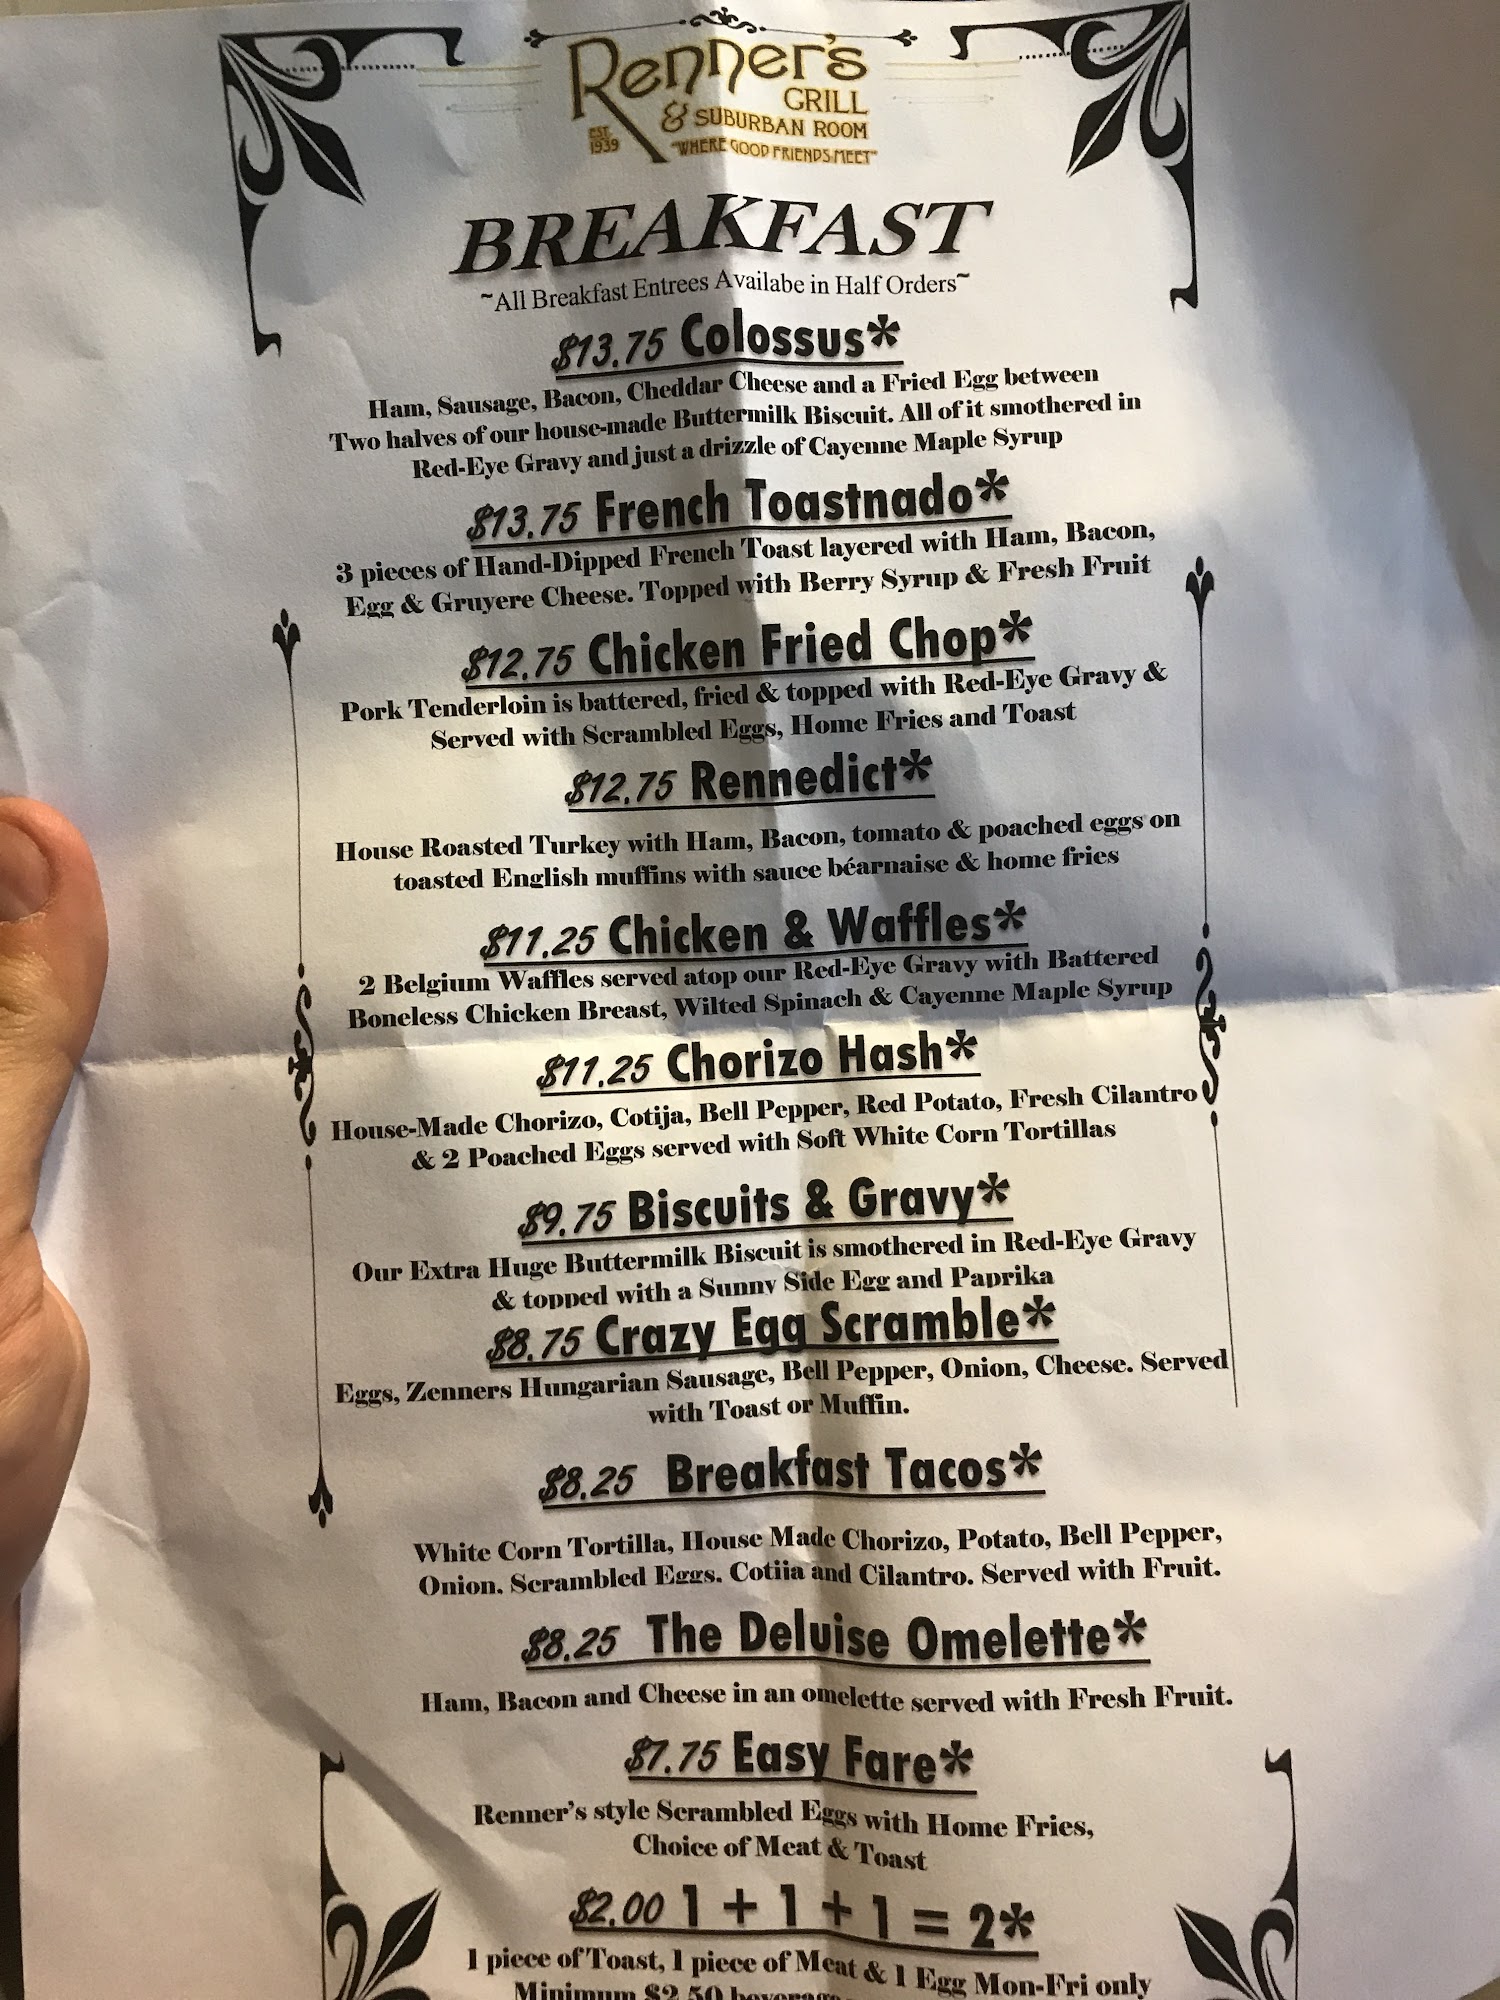 Renner's
GRILL
& SUBURBAN ROOM
EST. 1939
"WHERE GOOD FRIENDS MEET"
BREAKFAST
~All Breakfast Entrees Availabe in Half Orders~
$13.75 Colossus*
Ham, Sausage, Bacon, Cheddar Cheese and a Fried Egg between
Two halves of our house-made Buttermilk Biscuit. All of it smothered in
Red-Eye Gravy and just a drizzle of Cayenne Maple Syrup
$13.75 French Toastnado*
3 pieces of Hand-Dipped French Toast layered with Ham, Bacon,
Egg & Gruyere Cheese. Topped with Berry Syrup & Fresh Fruit
$12.75 Chicken Fried Chop*
Pork Tenderloin is battered, fried & topped with Red-Eye Gravy &
Served with Scrambled Eggs, Home Fries and Toast
$12.75 Rennedict*
House Roasted Turkey with Ham, Bacon, tomato & poached eggs on
toasted English muffins with sauce béarnaise & home fries
$11.25 Chicken & Waffles*
2 Belgium Waffles served atop our Red-Eye Gravy with Battered
Boneless Chicken Breast, Wilted Spinach & Cayenne Maple Syrup
$11.25 Chorizo Hash*
House-Made Chorizo, Cotija, Bell Pepper, Red Potato, Fresh Cilantro
& 2 Poached Eggs served with Soft White Corn Tortillas
$9.75 Biscuits & Gravy*
Our Extra Huge Buttermilk Biscuit is smothered in Red-Eye Gravy
& topped with a Sunny Side Egg and Paprika
$8.75 Crazy Egg Scramble*
Eggs, Zenners Hungarian Sausage, Bell Pepper, Onion, Cheese. Served
with Toast or Muffin.
$8.25 Breakfast Tacos*
White Corn Tortilla, House Made Chorizo, Potato, Bell Pepper,
Onion, Scrambled Eggs, Cotija and Cilantro. Served with Fruit.
$8.25 The Deluise Omelette*
Ham, Bacon and Cheese in an omelette served with Fresh Fruit.
$7.75 Easy Fare*
Renner's style Scrambled Eggs with Home Fries,
Choice of Meat & Toast
$2.00 1 + 1 + 1 = 2*
1 piece of Toast, 1 piece of Meat & 1 Egg Mon-Fri only
Minimum $2.50 beverage